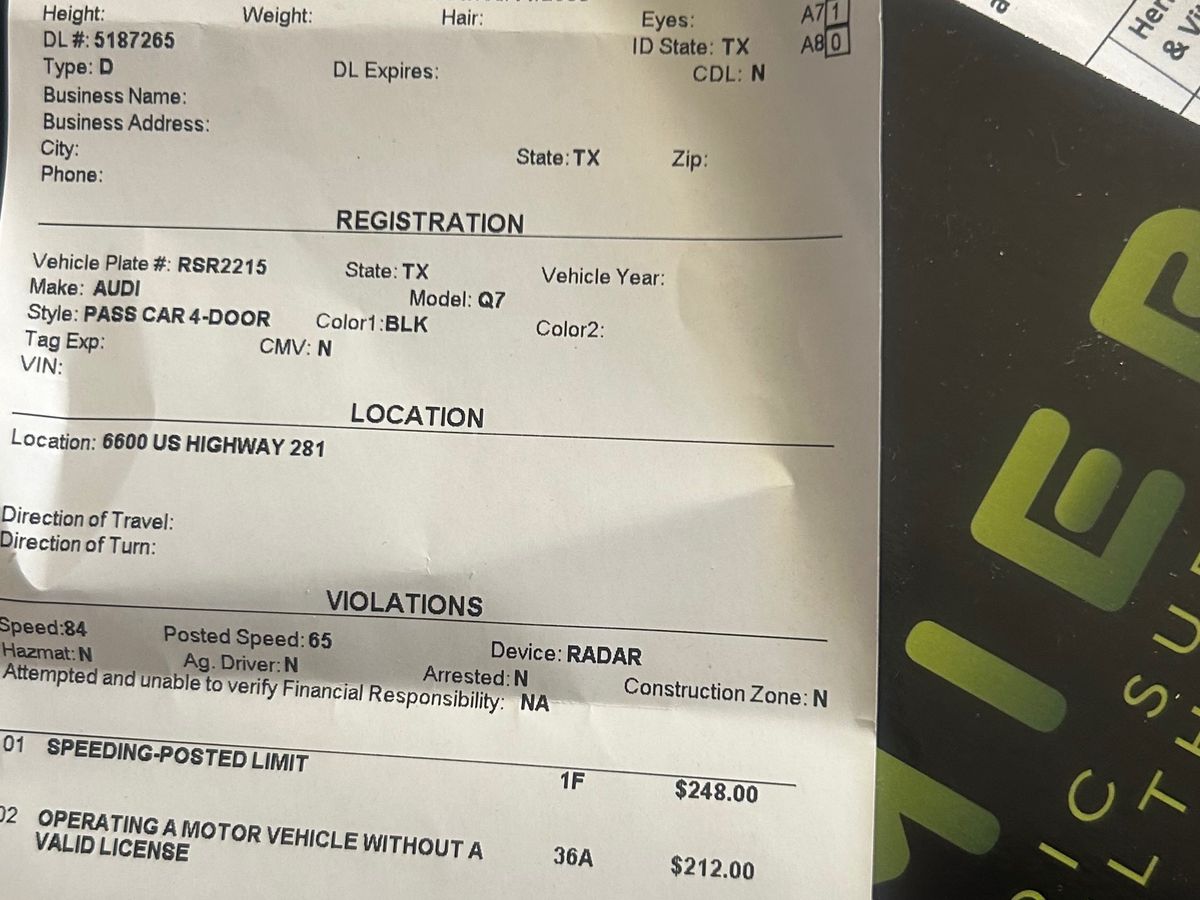 Height: Weight: Hair: Eyes: A7 1
DL #: 5187265 ID State: TX A8 0
Type: D DL Expires: CDL: N
Business Name:
Business Address:
City: State: TX Zip:
Phone:
REGISTRATION
Vehicle Plate #: RSR2215 State: TX Vehicle Year:
Make: AUDI Model: Q7
Style: PASS CAR 4-DOOR Color1:BLK Color2:
Tag Exp: CMV: N
VIN:
LOCATION
Location: 6600 US HIGHWAY 281
Direction of Travel:
Direction of Turn:
VIOLATIONS
Speed:84 Posted Speed: 65 Device: RADAR
Hazmat: N Ag. Driver: N Arrested: N Construction Zone: N
Attempted and unable to verify Financial Responsibility: NA
01 SPEEDING-POSTED LIMIT 1F $248.00
02 OPERATING A MOTOR VEHICLE WITHOUT A
VALID LICENSE 36A $212.00